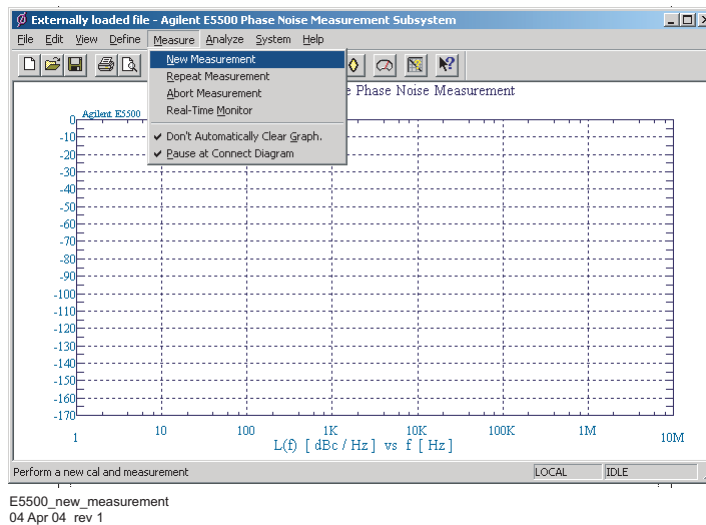 Externally loaded file - Agilent E5500 Phase Noise Measurement Subsystem
File Edit View Define Measure Analyze System Help
New Measurement
Repeat Measurement
Abort Measurement
Real-Time Monitor
✔ Don't Automatically Clear Graph.
✔ Pause at Connect Diagram
Phase Noise Measurement
Agilent E5500
0
-10
-20
-30
-40
-50
-60
-70
-80
-90
-100
-110
-120
-130
-140
-150
-160
-170
1 10 100 1K 10K 100K 1M 10M
L(f) [ dBc / Hz ] vs f [ Hz ]
Perform a new cal and measurement LOCAL IDLE
E5500_new_measurement
04 Apr 04 rev 1